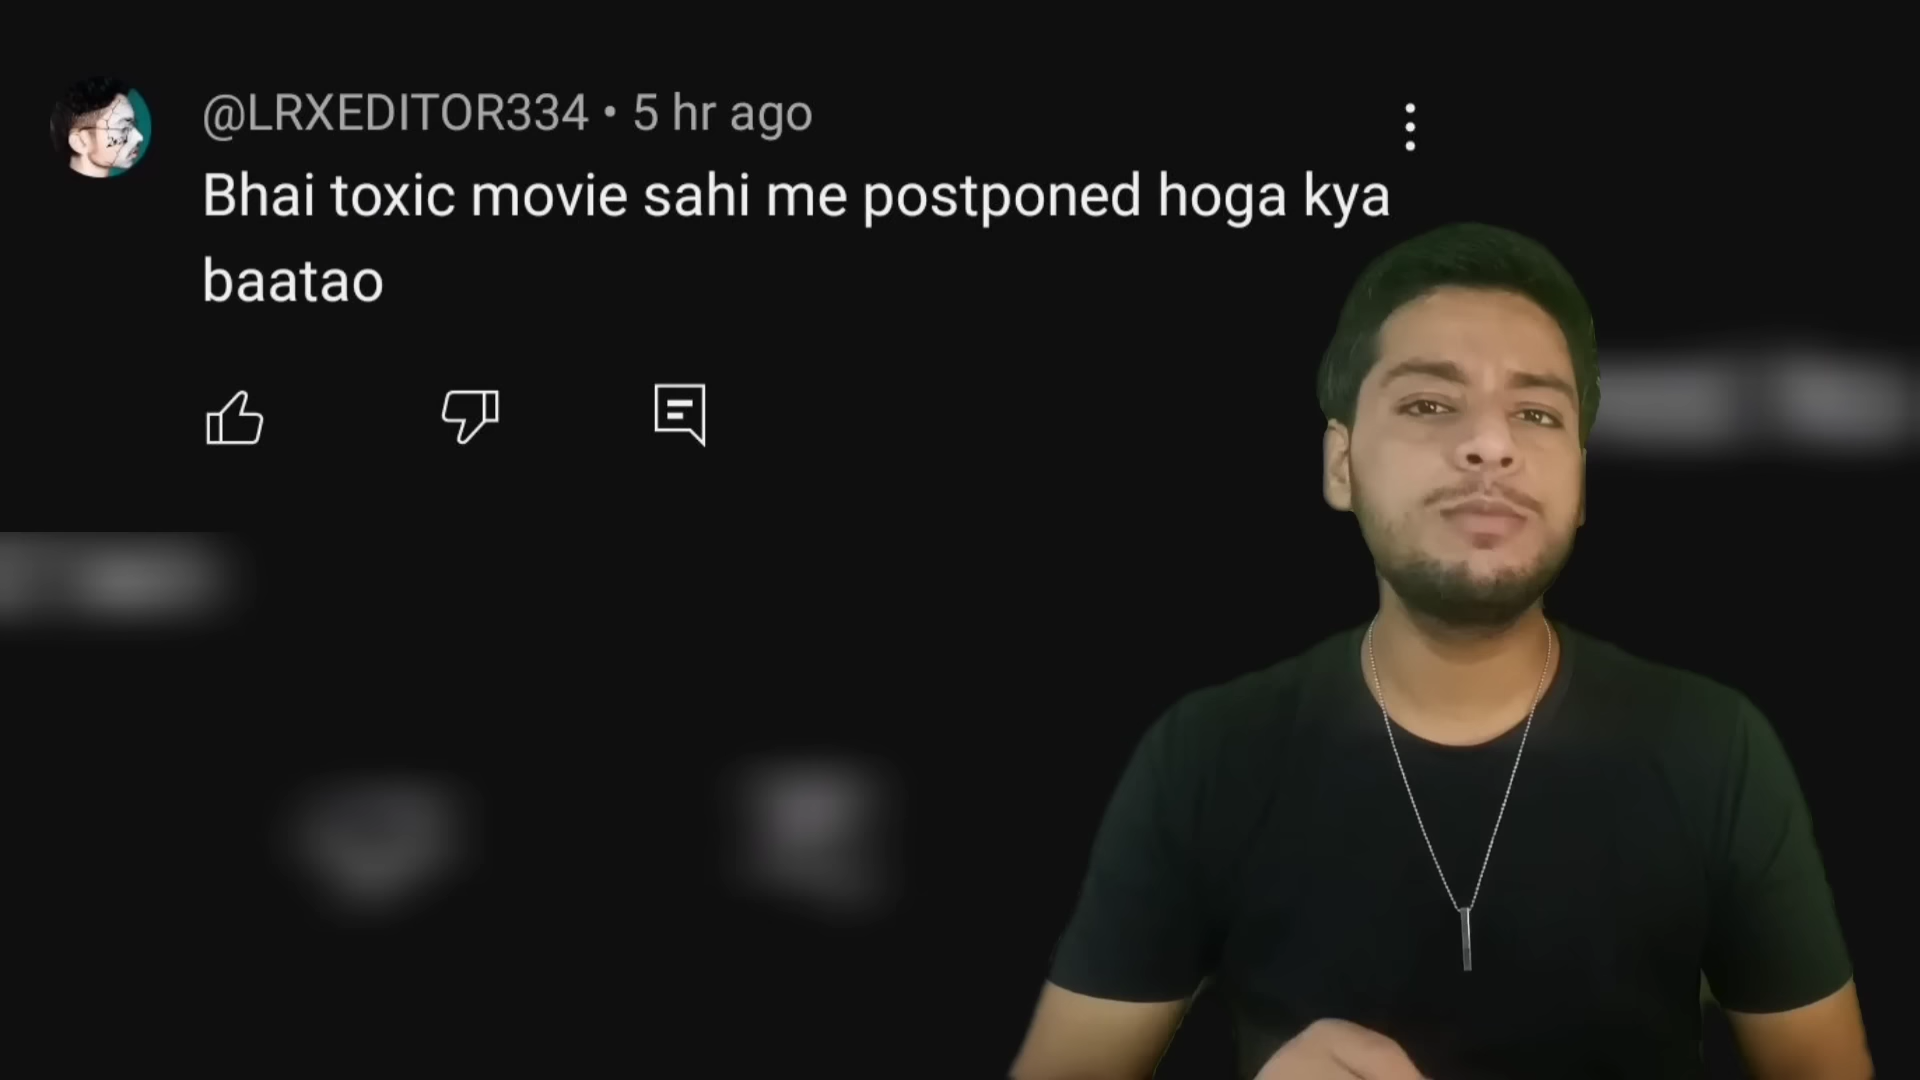 @LRXEDITOR334 • 5 hr ago
Bhai toxic movie sahi me postponed hoga kya
baatao